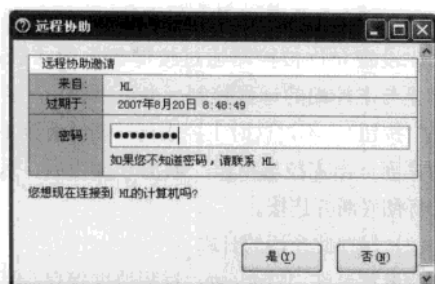 远程协助
远程协助邀请
来自: HL
过期于: 2007年8月20日 8:48:49
密码: ●●●●●●●●
如果您不知道密码，请联系 HL
您想现在连接到 HL的计算机吗?
是(Y) 否(N)